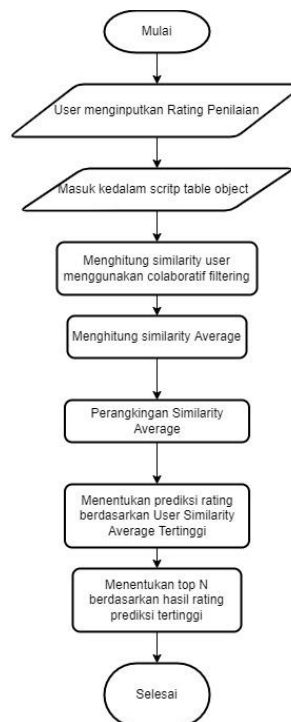 Mulai
User menginputkan Rating Penilaian
Masuk kedalam scritp table object
Menghitung similarity user
menggunakan colaboratif filtering
Menghitung similarity Average
Perangkingan Similarity
Average
Menentukan prediksi rating
berdasarkan User Similarity
Average Tertinggi
Menentukan top N
berdasarkan hasil rating
prediksi tertinggi
Selesai